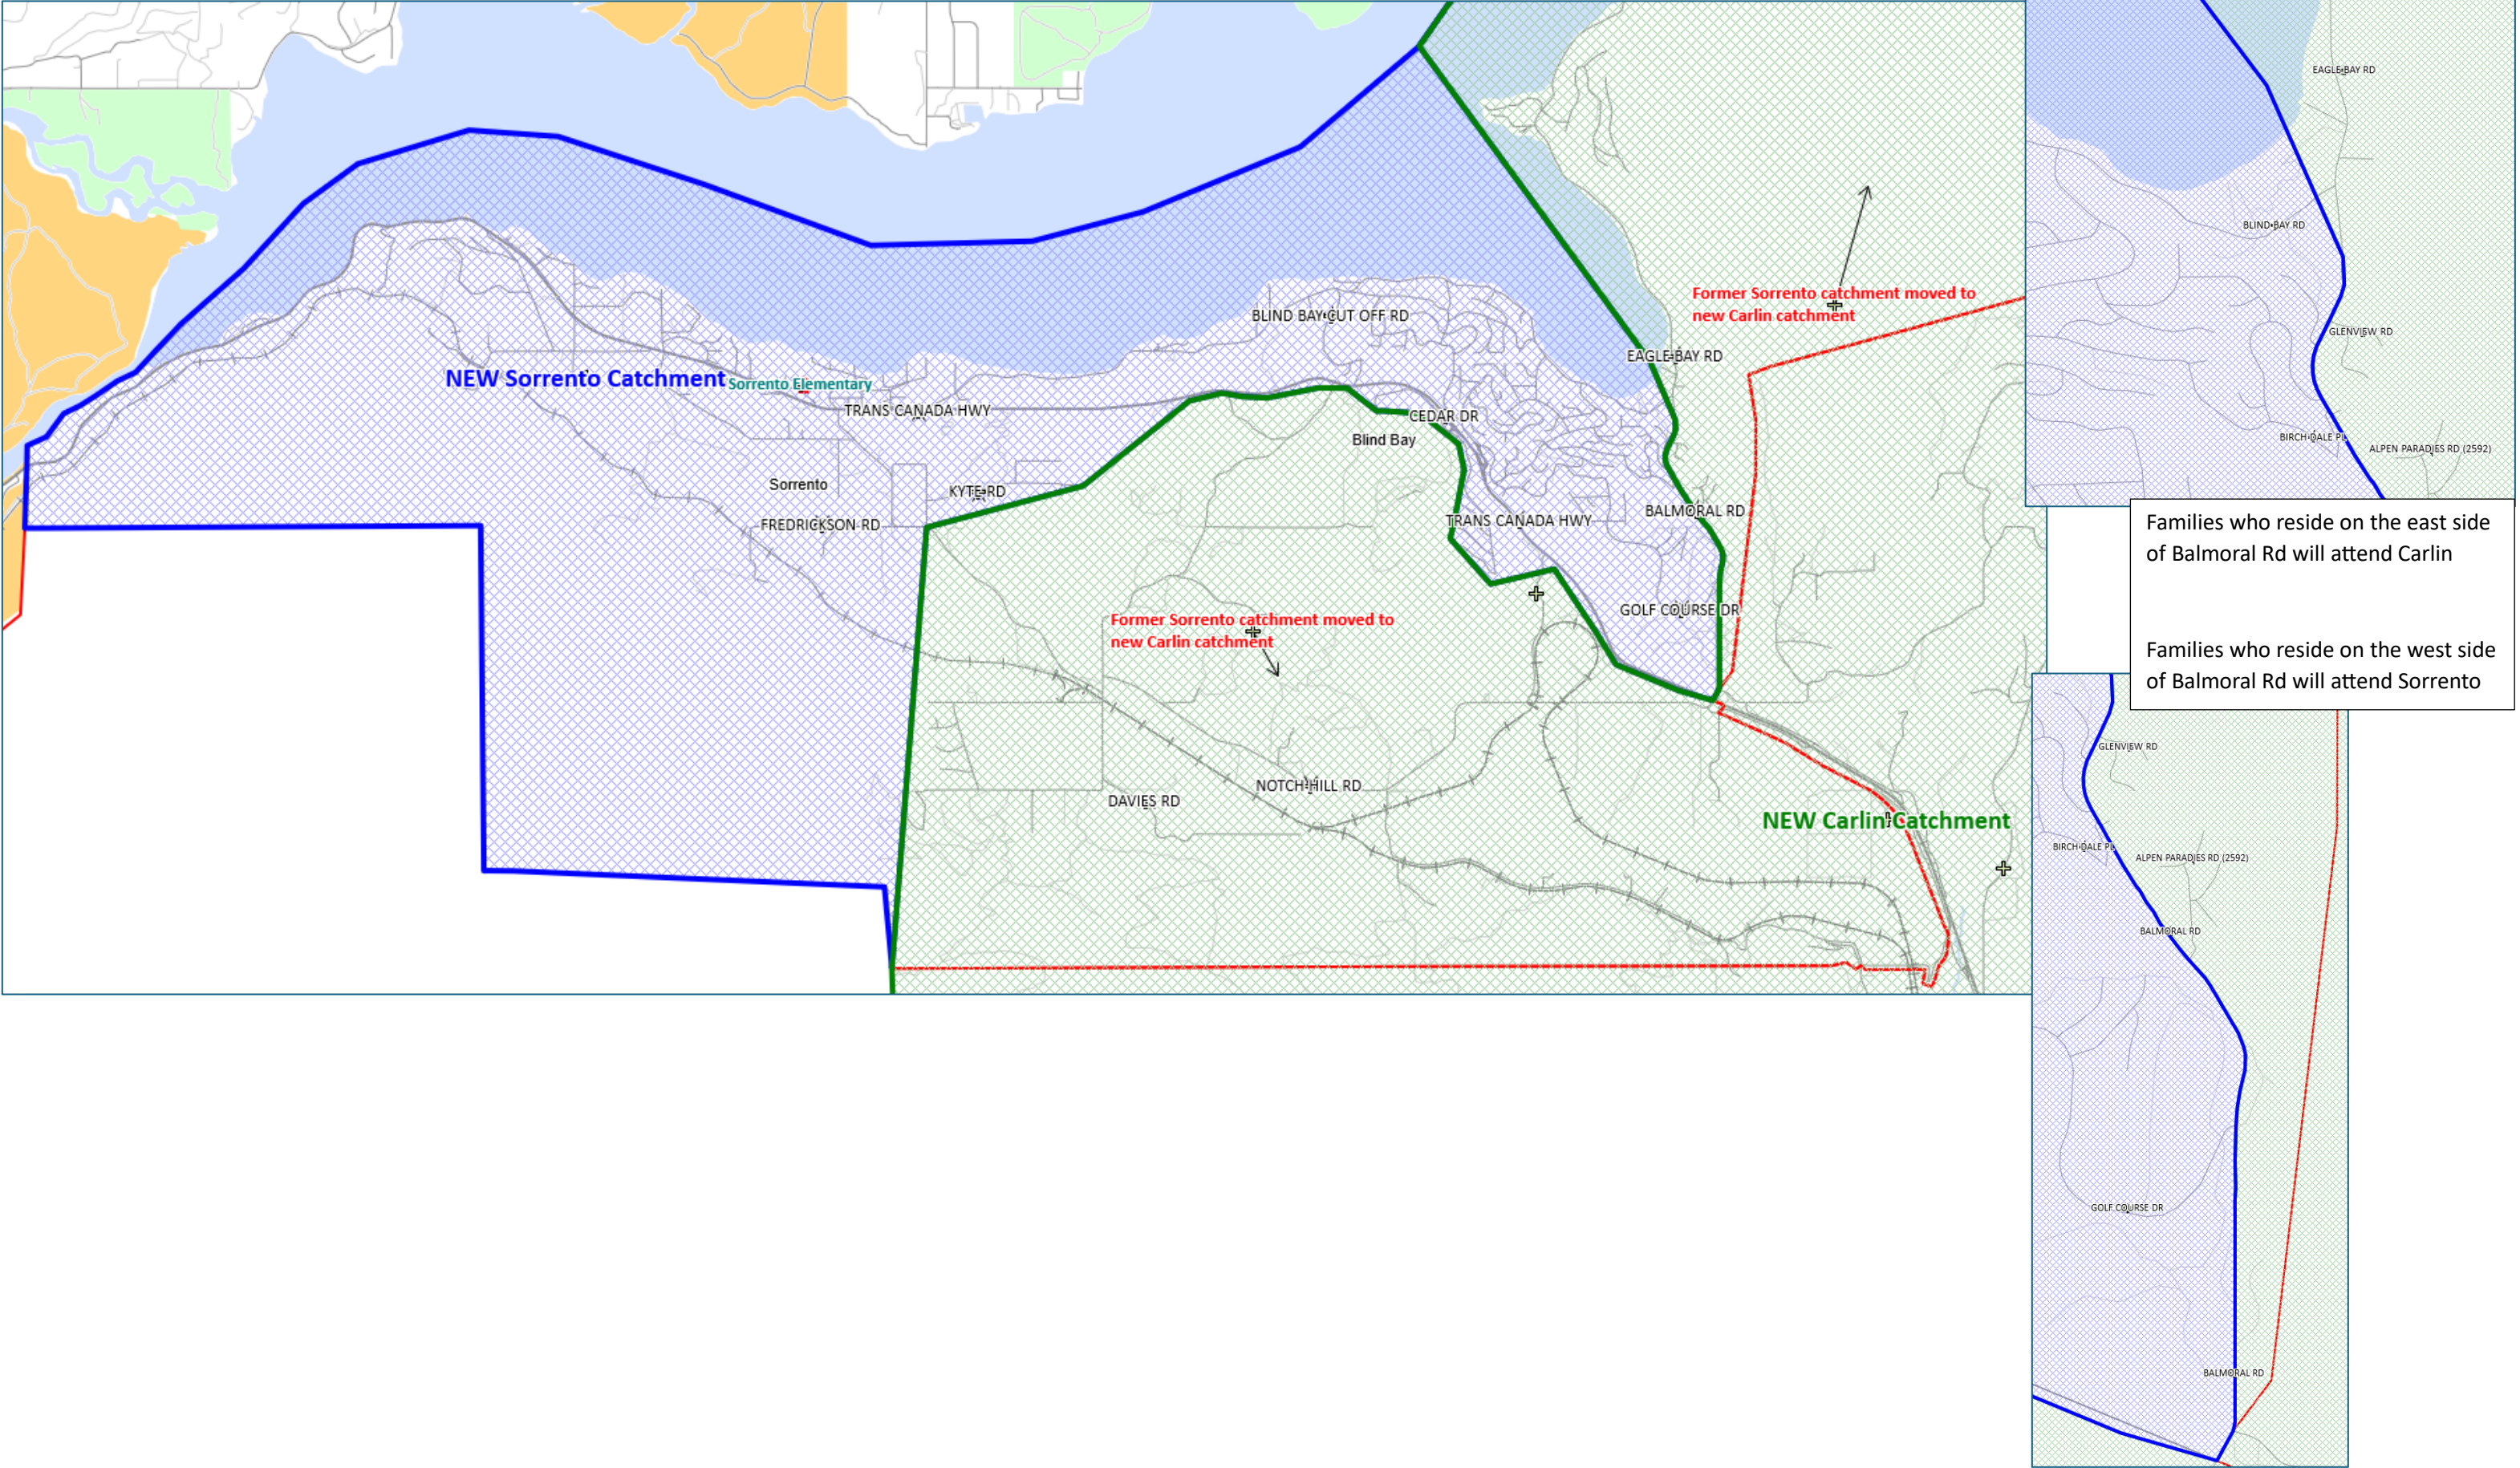 EAGLE BAY RD
BLIND BAY RD
GLENVIEW RD
BIRCH DALE PL
ALPEN PARADIES RD (2592)
Former Sorrento catchment moved to
new Carlin catchment
BLIND BAY CUT OFF RD
EAGLE BAY RD
NEW Sorrento Catchment
Sorrento Elementary
TRANS CANADA HWY
CEDAR DR
Blind Bay
Sorrento
KYTE RD
FREDRICKSON RD
TRANS CANADA HWY
BALMORAL RD
GOLF COURSE DR
Former Sorrento catchment moved to
new Carlin catchment
NOTCH HILL RD
DAVIES RD
NEW Carlin Catchment
Families who reside on the east side
of Balmoral Rd will attend Carlin
Families who reside on the west side
of Balmoral Rd will attend Sorrento
GLENVIEW RD
BIRCH DALE PL
ALPEN PARADIES RD (2592)
BALMORAL RD
GOLF COURSE DR
BALMORAL RD